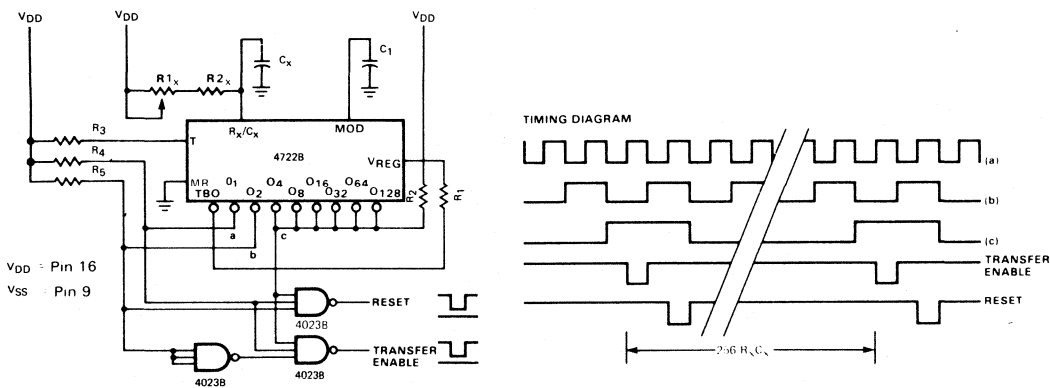 VDD
VDD
VDD
R1x
R2x
Cx
C1
R3
R4
R5
T
Rx/Cx
MOD
4722B
VREG
MR
TBO
O1
O2
O4
O8
O16
O32
O64
O128
R2
R1
a
b
c
VDD = Pin 16
VSS = Pin 9
4023B
RESET
4023B
4023B
TRANSFER
ENABLE
TIMING DIAGRAM
(a)
(b)
(c)
TRANSFER
ENABLE
RESET
256 RxCx